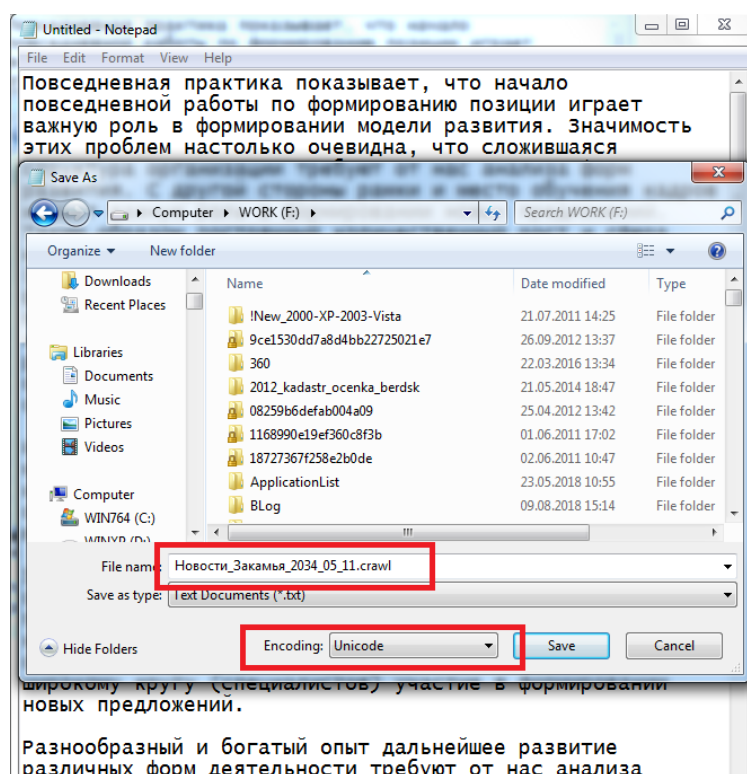 Untitled - Notepad
File Edit Format View Help
Повседневная практика показывает, что начало
повседневной работы по формированию позиции играет
важную роль в формировании модели развития. Значимость
этих проблем настолько очевидна, что сложившаяся
Save As
Computer WORK (F:)
Search WORK (F:)
Organize New folder
Name Date modified Type
Downloads
Recent Places
Libraries
Documents
Music
Pictures
Videos
Computer
WIN764 (C:)
WINXP (D:)
!New_2000-XP-2003-Vista 21.07.2011 14:25 File folder
9ce1530dd7a8d4bb22725021e7 26.09.2012 13:37 File folder
360 22.03.2016 13:34 File folder
2012_kadastr_ocenka_berdsk 21.05.2014 18:47 File folder
08259b6defab004a09 25.04.2012 13:42 File folder
1168990e19ef360c8f3b 01.06.2011 17:02 File folder
18727367f258e2b0de 02.06.2011 10:47 File folder
ApplicationList 23.05.2018 10:55 File folder
BLog 09.08.2018 15:14 File folder
File name: Новости_Закамья_2034_05_11.crawl
Save as type: Text Documents (*.txt)
Hide Folders
Encoding: Unicode
Save
Cancel
широкому кругу (специалистов) участие в формировании
новых предложений.
Разнообразный и богатый опыт дальнейшее развитие
различных форм деятельности требуют от нас анализа